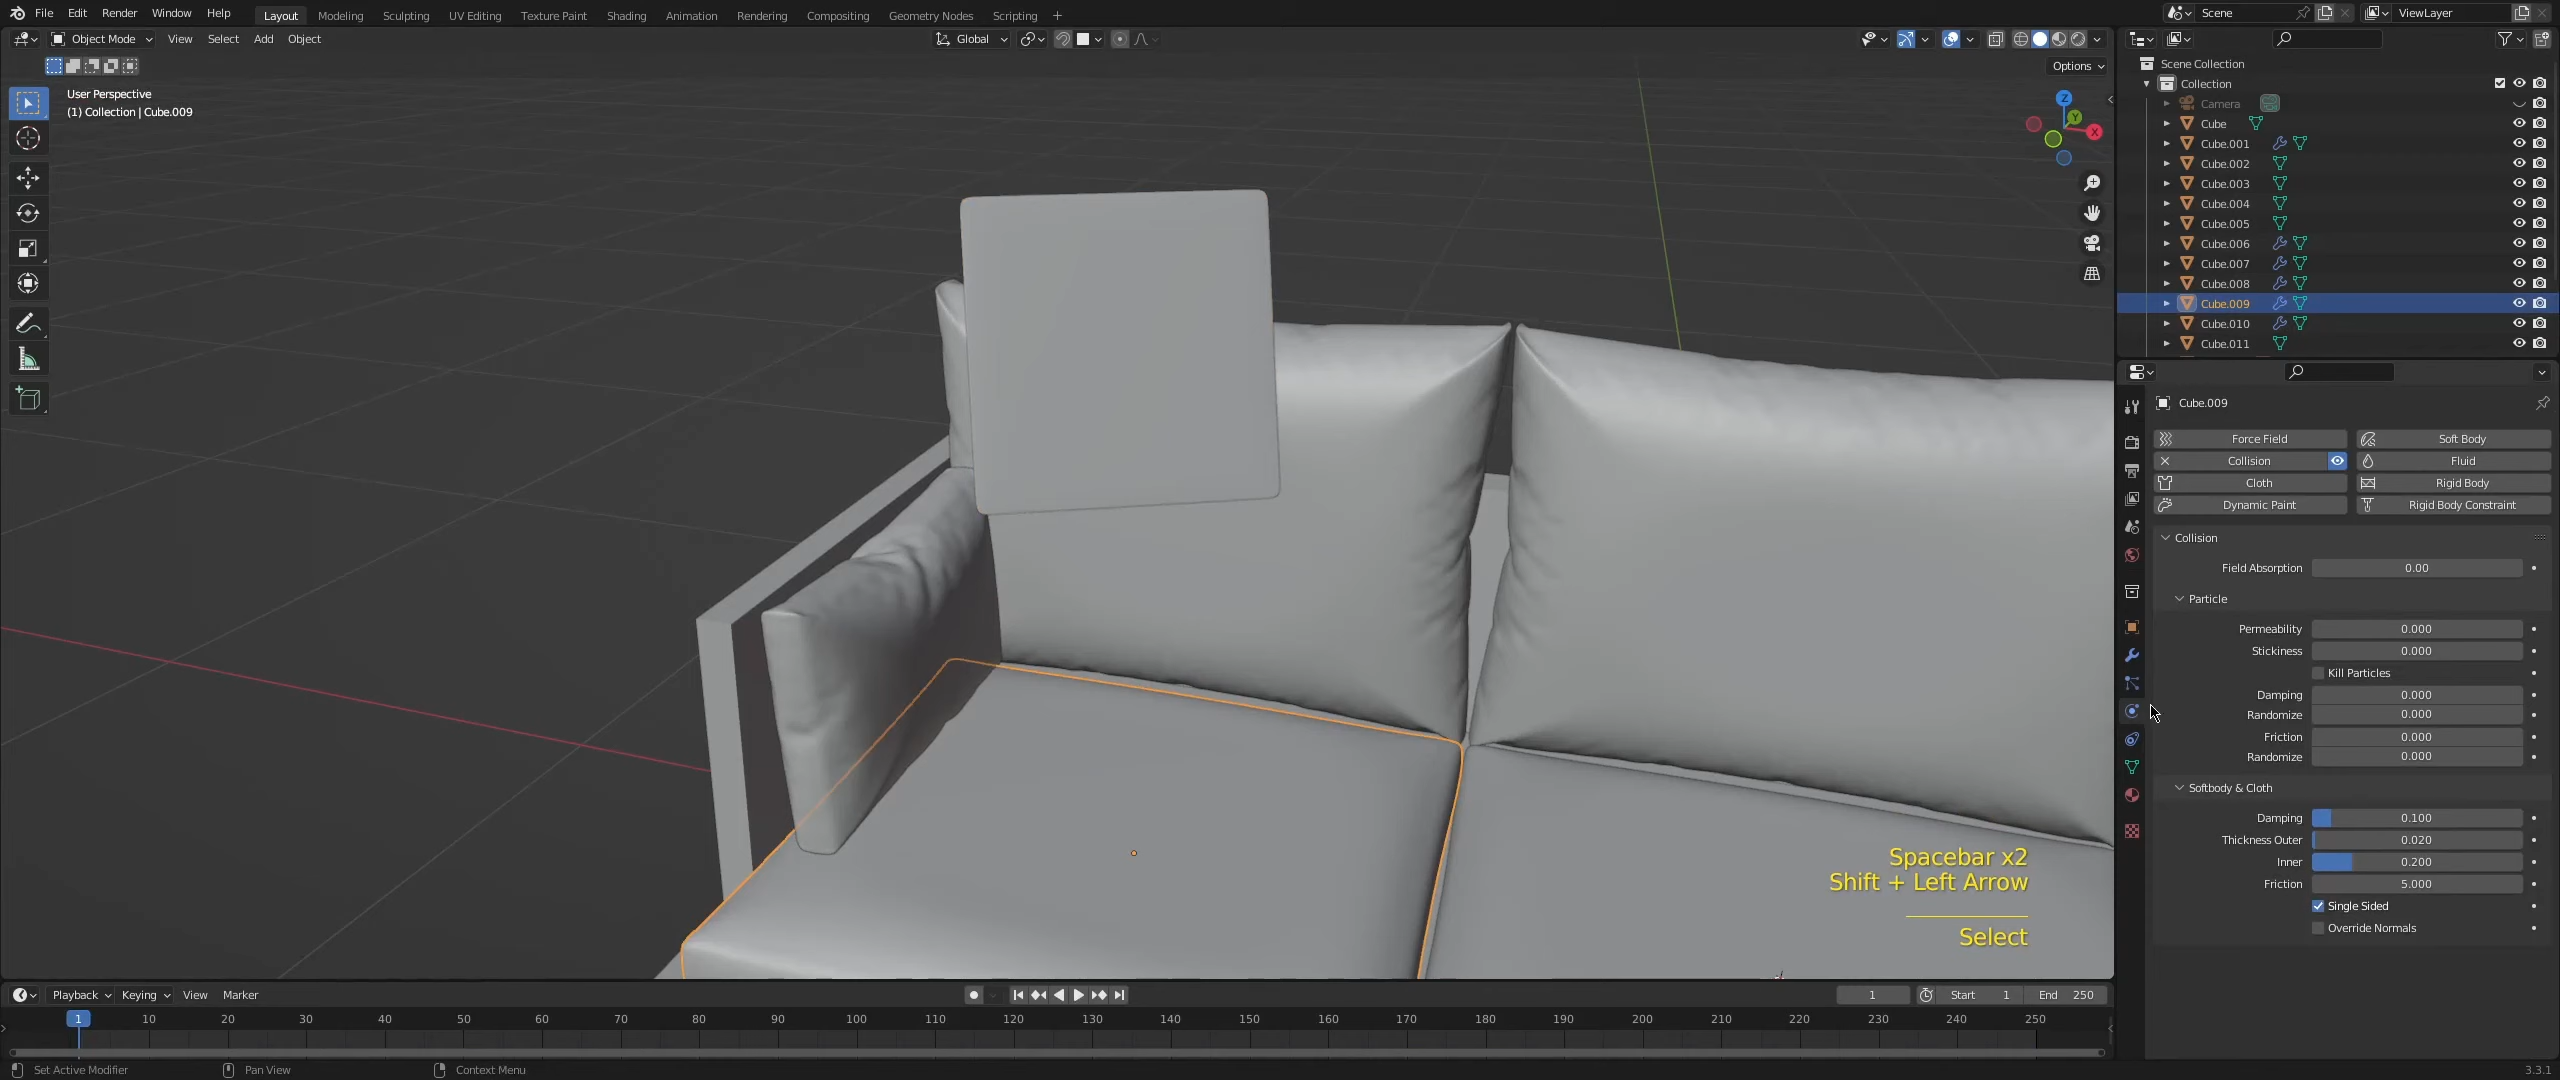 File Edit Render Window Help Layout Modeling Sculpting UV Editing Texture Paint Shading Animation Rendering Compositing Geometry Nodes Scripting + Scene ViewLayer
Object Mode View Select Add Object Global
Options
User Perspective
(1) Collection | Cube.009
Z
Y
X
Scene Collection
Collection
Camera
Cube
Cube.001
Cube.002
Cube.003
Cube.004
Cube.005
Cube.006
Cube.007
Cube.008
Cube.009
Cube.010
Cube.011
Cube.009
Force Field Soft Body
Collision Fluid
Cloth Rigid Body
Dynamic Paint Rigid Body Constraint
Collision
Field Absorption 0.00
Particle
Permeability 0.000
Stickiness 0.000
Kill Particles
Damping 0.000
Randomize 0.000
Friction 0.000
Randomize 0.000
Softbody & Cloth
Damping 0.100
Thickness Outer 0.020
Inner 0.200
Friction 5.000
Single Sided
Override Normals
Spacebar x2
Shift + Left Arrow
Select
Playback Keying View Marker 1 Start 1 End 250
1 10 20 30 40 50 60 70 80 90 100 110 120 130 140 150 160 170 180 190 200 210 220 230 240 250
Set Active Modifier Pan View Context Menu 3.3.1